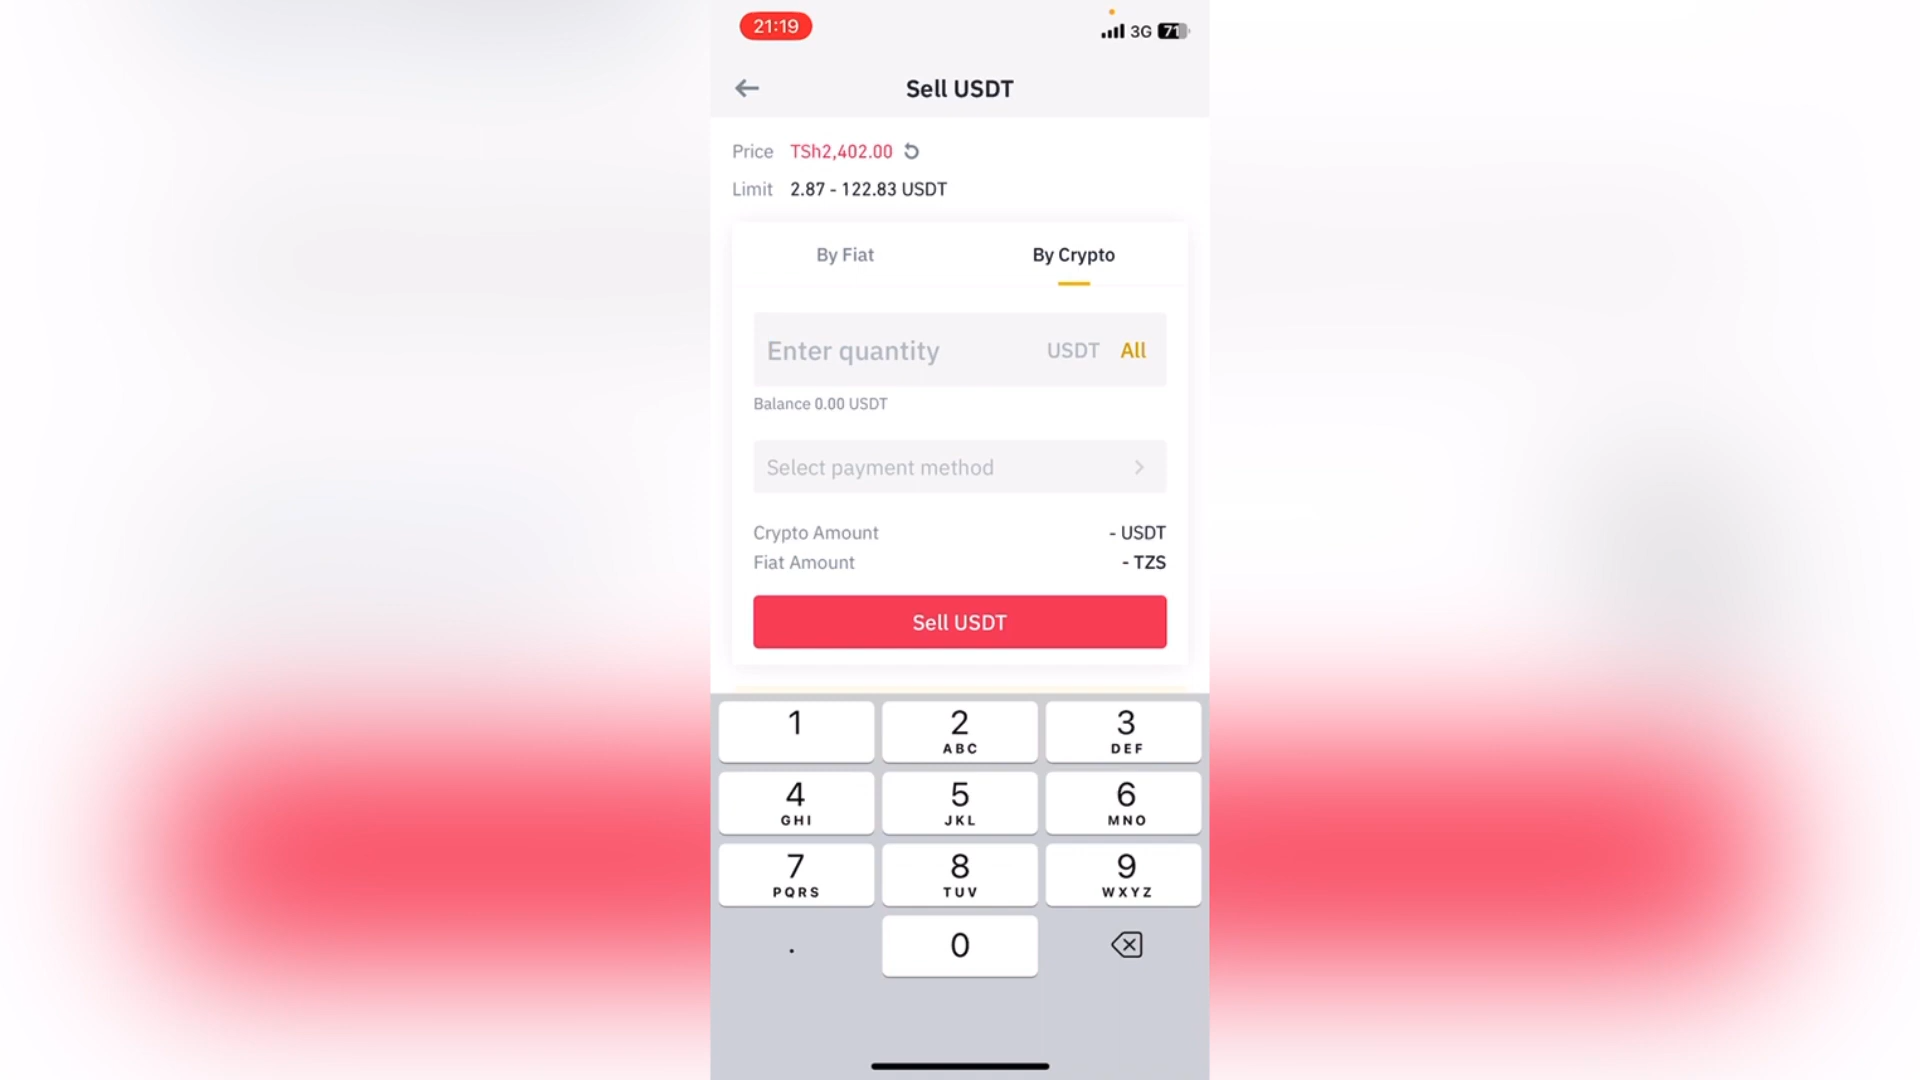 21:19
3G 71
Sell USDT
Price TSh2,402.00
Limit 2.87 - 122.83 USDT
By Fiat By Crypto
Enter quantity USDT All
Balance 0.00 USDT
Select payment method
Crypto Amount - USDT
Fiat Amount - TZS
Sell USDT
1 2 3
ABC DEF
4 5 6
GHI JKL MNO
7 8 9
PQRS TUV WXYZ
. 0